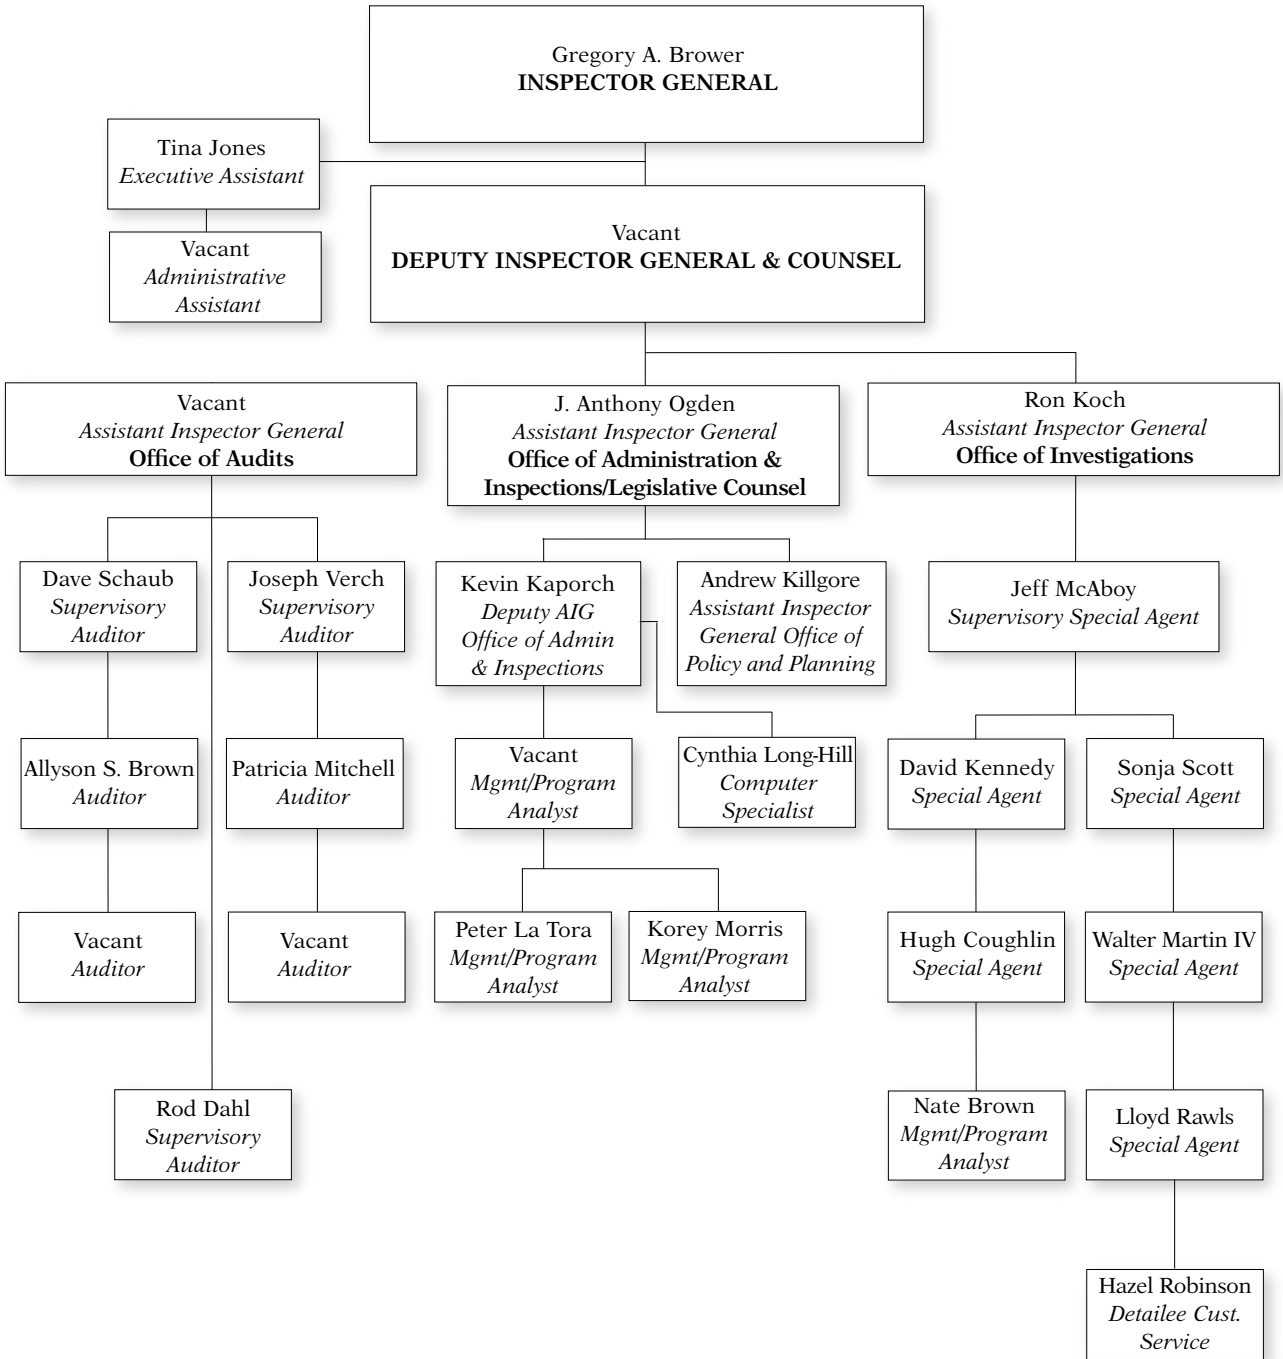 Gregory A. Brower
INSPECTOR GENERAL
Tina Jones
Executive Assistant
Vacant
Administrative
Assistant
Vacant
DEPUTY INSPECTOR GENERAL & COUNSEL
Vacant
Assistant Inspector General
Office of Audits
J. Anthony Ogden
Assistant Inspector General
Office of Administration &
Inspections/Legislative Counsel
Ron Koch
Assistant Inspector General
Office of Investigations
Dave Schaub
Supervisory
Auditor
Joseph Verch
Supervisory
Auditor
Kevin Kaporch
Deputy AIG
Office of Admin
& Inspections
Andrew Killgore
Assistant Inspector
General Office of
Policy and Planning
Jeff McAboy
Supervisory Special Agent
Allyson S. Brown
Auditor
Patricia Mitchell
Auditor
Vacant
Mgmt/Program
Analyst
Cynthia Long-Hill
Computer
Specialist
David Kennedy
Special Agent
Sonja Scott
Special Agent
Vacant
Auditor
Vacant
Auditor
Peter La Tora
Mgmt/Program
Analyst
Korey Morris
Mgmt/Program
Analyst
Hugh Coughlin
Special Agent
Walter Martin IV
Special Agent
Rod Dahl
Supervisory
Auditor
Nate Brown
Mgmt/Program
Analyst
Lloyd Rawls
Special Agent
Hazel Robinson
Detailee Cust.
Service